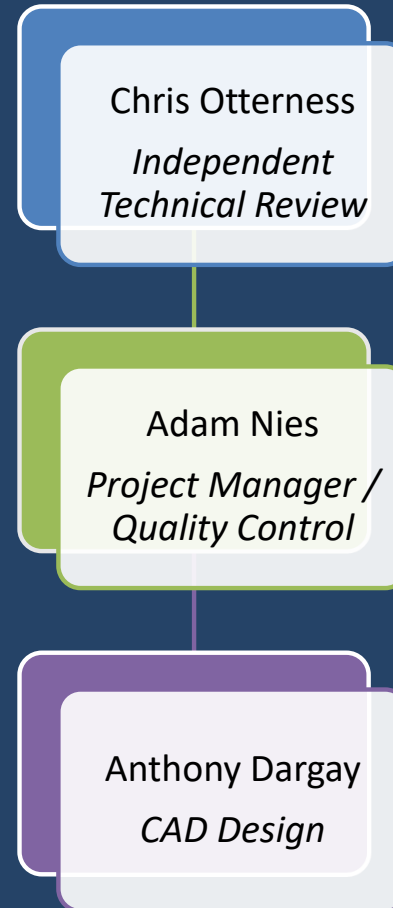 Chris Otterness
Independent
Technical Review
Adam Nies
Project Manager /
Quality Control
Anthony Dargay
CAD Design